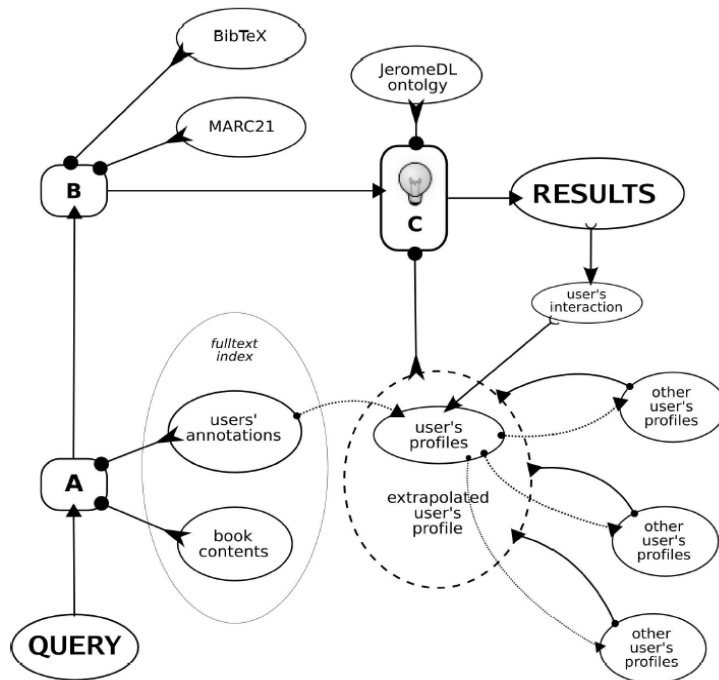 BibTeX
MARC21
JeromeDL
ontolgy
B
C
RESULTS
user's
interaction
fulltext
index
users'
annotations
user's
profiles
other
user's
profiles
A
extrapolated
user's
profile
book
contents
other
user's
profiles
QUERY
other
user's
profiles